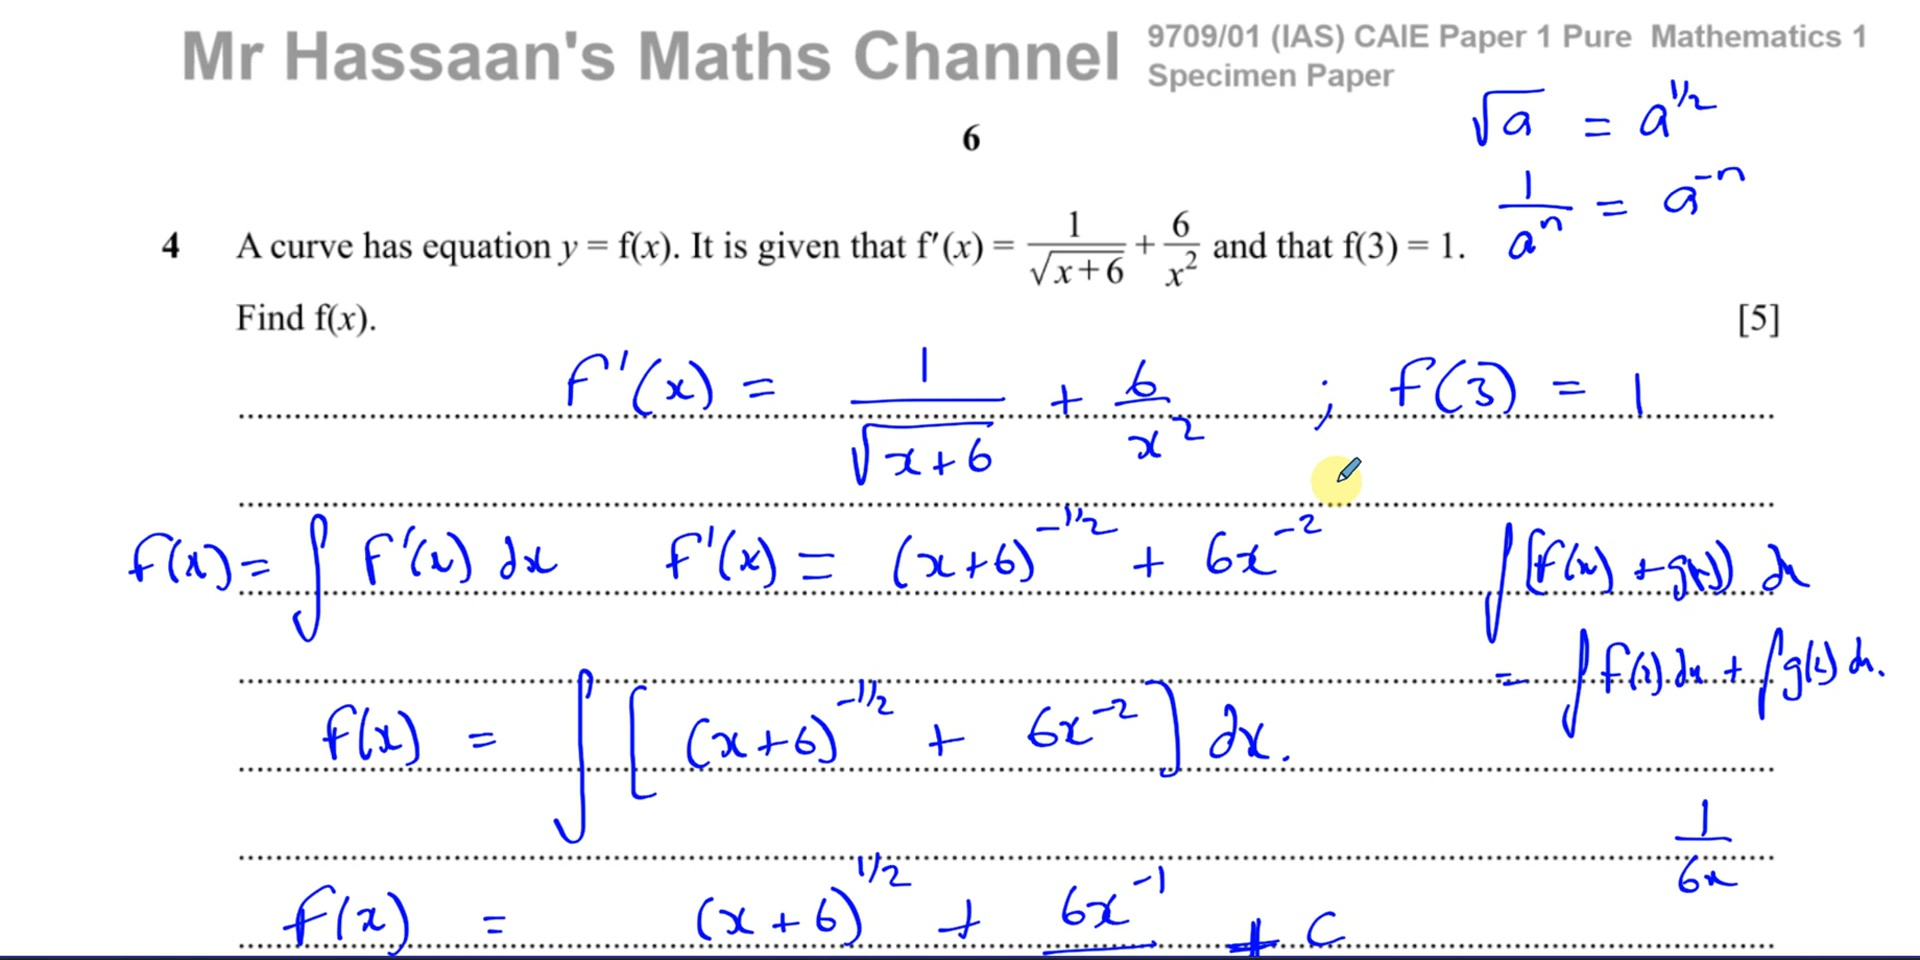 Mr Hassaan's Maths Channel
9709/01 (IAS) CAIE Paper 1 Pure Mathematics 1
Specimen Paper
√a = a^1/2
6
1/a^n = a^-n
4 A curve has equation y = f(x). It is given that f′(x) = 1/√x+6 + 6/x² and that f(3) = 1.
Find f(x). [5]
f'(x) = 1/√x+6 + 6/x² ; f(3) = 1
f(x) = ∫ f'(x) dx f'(x) = (x+6)^-1/2 + 6x^-2 ∫[f(x) + g(x)] dx
= ∫f(x) dx + ∫g(x) dx.
f(x) = ∫ [ (x+6)^-1/2 + 6x^-2 ] dx.
1/6x
f(x) = (x+6)^1/2 + 6x^-1 + C